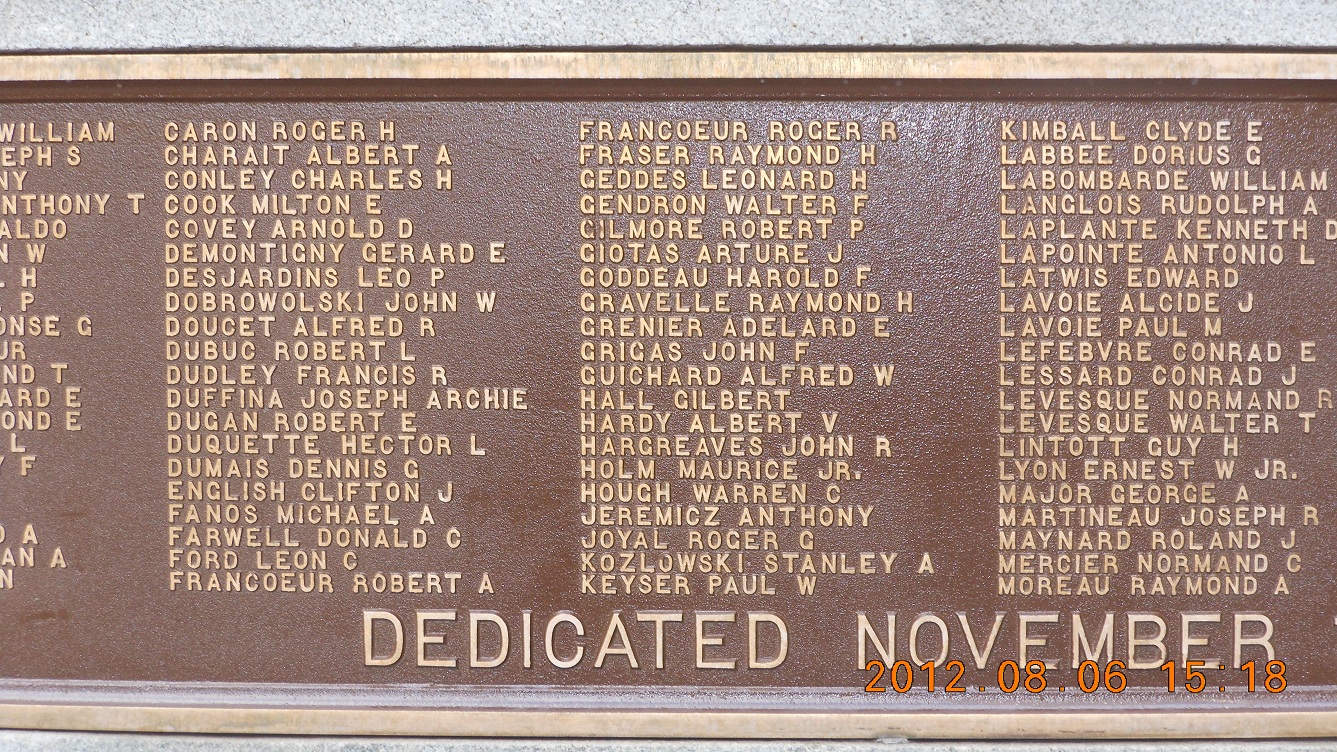 WILLIAM
EPH S
NY
NTHONY T
ALDO
N W
L H
L P
ONSE G
UR
ND T
ARD E
OND E
L
Y F
D A
AN A
N
CARON ROGER H
CHARAIT ALBERT A
CONLEY CHARLES H
COOK MILTON E
COVEY ARNOLD D
DEMONTIGNY GERARD E
DESJARDINS LEO P
DOBROWOLSKI JOHN W
DOUCET ALFRED R
DUBUC ROBERT L
DUDLEY FRANCIS R
DUFFINA JOSEPH ARCHIE
DUGAN ROBERT E
DUQUETTE HECTOR L
DUMAIS DENNIS G
ENGLISH CLIFTON J
FANOS MICHAEL A
FARWELL DONALD C
FORD LEON C
FRANCOEUR ROBERT A
FRANCOEUR ROGER R
FRASER RAYMOND H
GEDDES LEONARD H
GENDRON WALTER F
GILMORE ROBERT P
GIOTAS ARTURE J
GODDEAU HAROLD F
GRAVELLE RAYMOND H
GRENIER ADELARD E
GRIGAS JOHN F
GUICHARD ALFRED W
HALL GILBERT
HARDY ALBERT V
HARGREAVES JOHN R
HOLM MAURICE JR.
HOUGH WARREN C
JEREMICZ ANTHONY
JOYAL ROGER G
KOZLOWSKI STANLEY A
KEYSER PAUL W
KIMBALL CLYDE E
LABBEE DORIUS G
LABOMBARDE WILLIAM
LANGLOIS RUDOLPH A
LAPLANTE KENNETH D
LAPOINTE ANTONIO L
LATWIS EDWARD
LAVOIE ALCIDE J
LAVOIE PAUL M
LEFEBVRE CONRAD E
LESSARD CONRAD J
LEVESQUE NORMAND R
LEVESQUE WALTER T
LINTOTT GUY H
LYON ERNEST W JR.
MAJOR GEORGE A
MARTINEAU JOSEPH R
MAYNARD ROLAND J
MERCIER NORMAND C
MOREAU RAYMOND A
DEDICATED NOVEMBER
2012.08.06 15:18